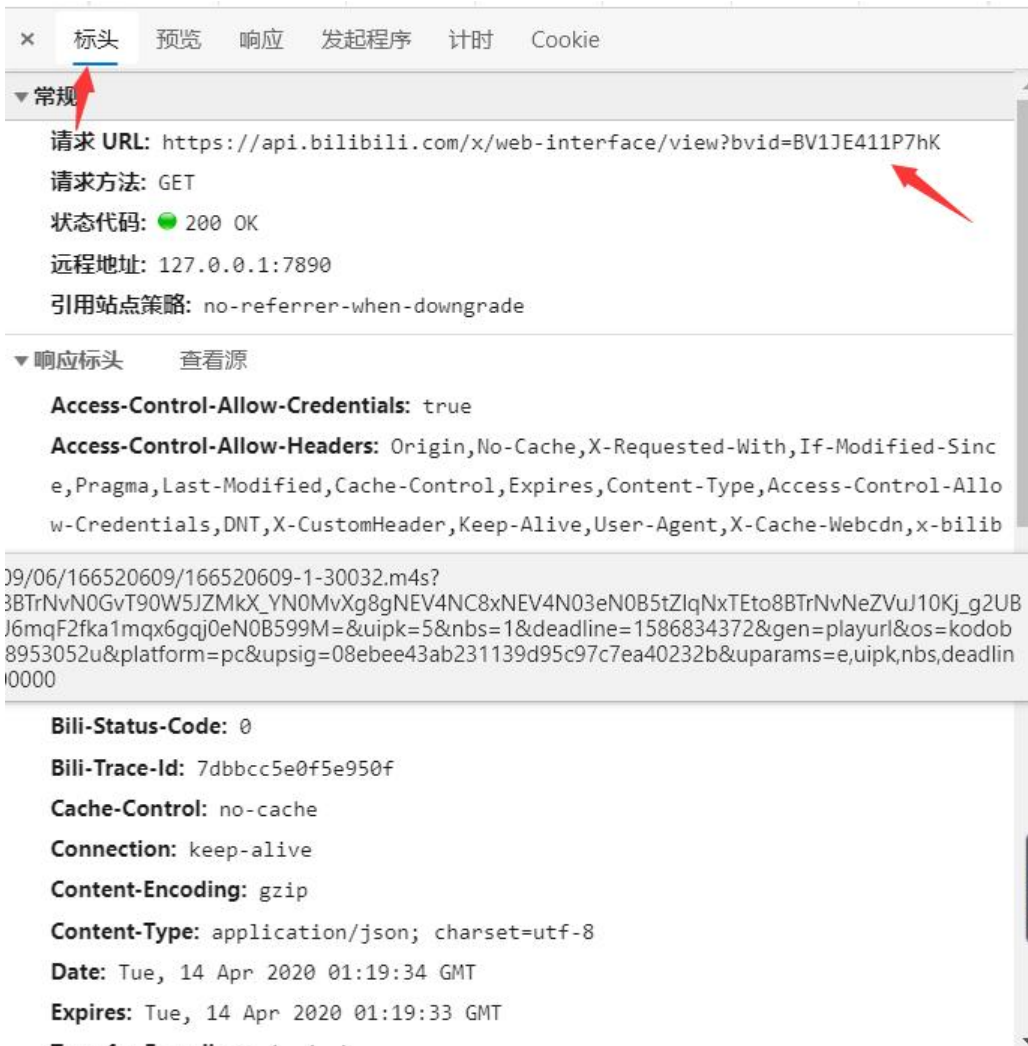 × 标头 预览 响应 发起程序 计时 Cookie
▼常规
请求 URL: https://api.bilibili.com/x/web-interface/view?bvid=BV1JE411P7hK
请求方法: GET
状态代码: 200 OK
远程地址: 127.0.0.1:7890
引用站点策略: no-referrer-when-downgrade
▼响应标头 查看源
Access-Control-Allow-Credentials: true
Access-Control-Allow-Headers: Origin,No-Cache,X-Requested-With,If-Modified-Sinc
e,Pragma,Last-Modified,Cache-Control,Expires,Content-Type,Access-Control-Allo
w-Credentials,DNT,X-CustomHeader,Keep-Alive,User-Agent,X-Cache-Webcdn,x-bilib
09/06/166520609/166520609-1-30032.m4s?
8BTrNvN0GvT90W5JZMkX_YN0MvXg8gNEV4NC8xNEV4N03eN0B5tZlqNxTEto8BTrNvNeZVuJ10Kj_g2UB
J6mqF2fka1mqx6gqj0eN0B599M=&uipk=5&nbs=1&deadline=1586834372&gen=playurl&os=kodob
8953052u&platform=pc&upsig=08ebee43ab231139d95c97c7ea40232b&uparams=e,uipk,nbs,deadlin
00000
Bili-Status-Code: 0
Bili-Trace-Id: 7dbbcc5e0f5e950f
Cache-Control: no-cache
Connection: keep-alive
Content-Encoding: gzip
Content-Type: application/json; charset=utf-8
Date: Tue, 14 Apr 2020 01:19:34 GMT
Expires: Tue, 14 Apr 2020 01:19:33 GMT